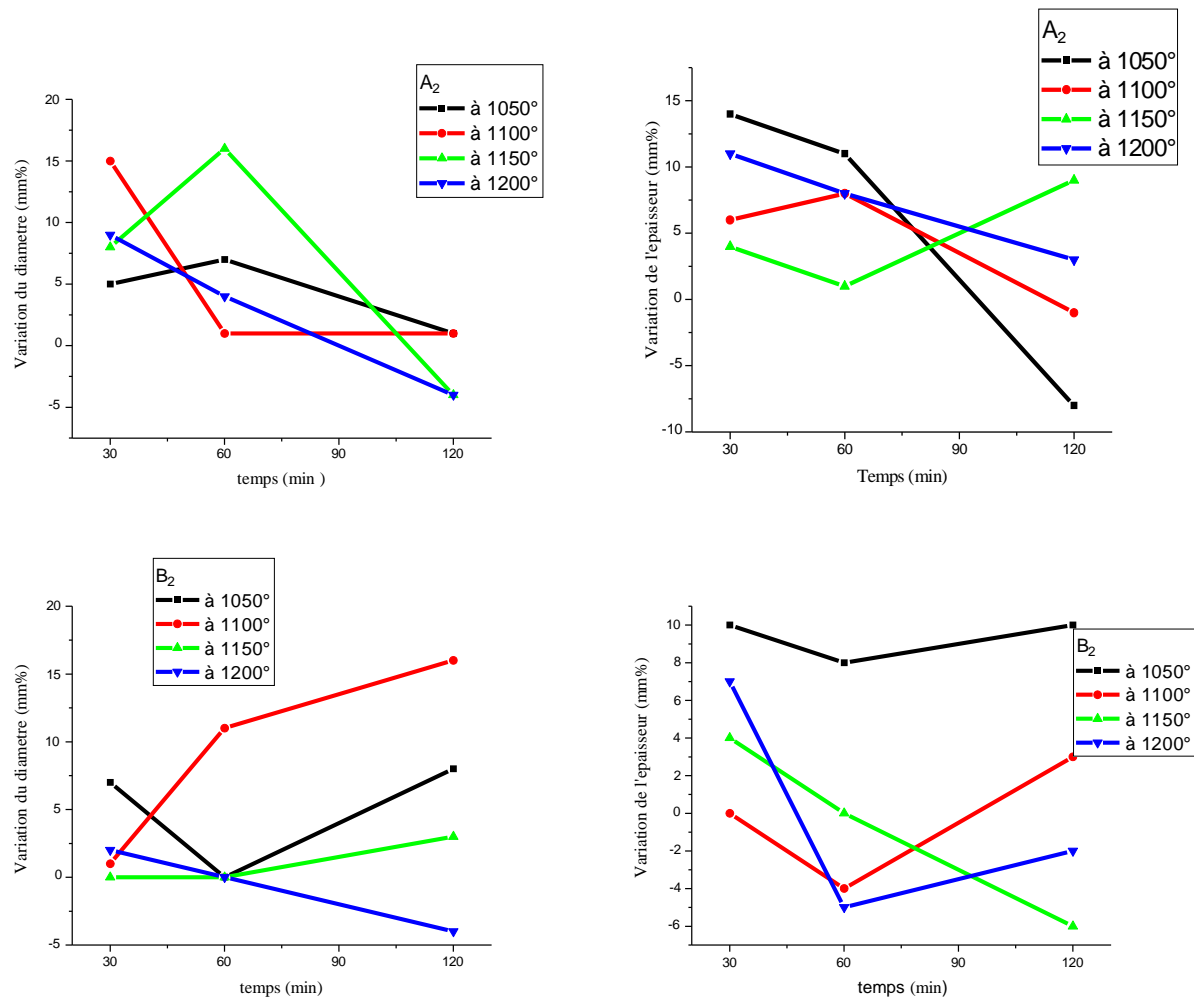 A₂
à 1050°
à 1100°
à 1150°
à 1200°
Variation du diametre (mm%)
20
15
10
5
0
-5
30
60
90
120
temps (min )
A₂
à 1050°
à 1100°
à 1150°
à 1200°
Variation de l'epaisseur (mm%)
15
10
5
0
-5
-10
30
60
90
120
Temps (min)
B₂
à 1050°
à 1100°
à 1150°
à 1200°
Variation du diametre (mm%)
20
15
10
5
0
-5
30
60
90
120
temps (min)
B₂
à 1050°
à 1100°
à 1150°
à 1200°
Variation de l'epaisseur (mm%)
10
8
6
4
2
0
-2
-4
-6
30
60
90
120
temps (min)